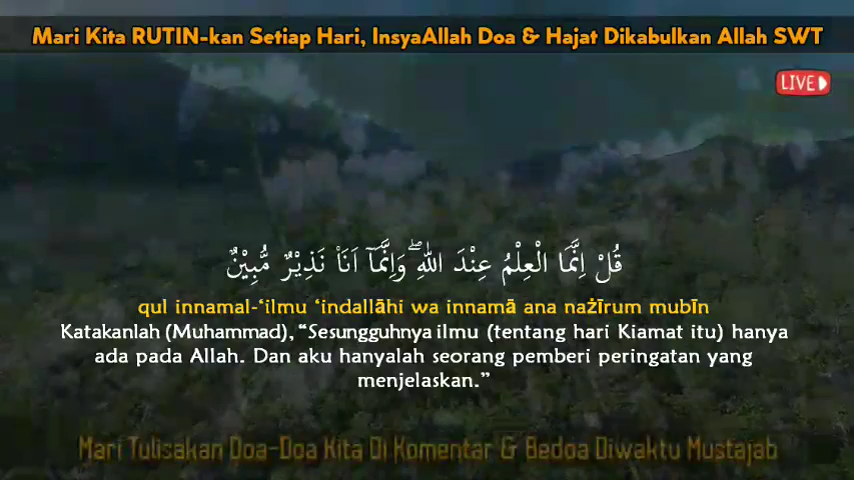 Mari Kita RUTIN-kan Setiap Hari, InsyaAllah Doa & Hajat Dikabulkan Allah SWT
LIVE
قُلْ اِنَّمَا الْعِلْمُ عِنْدَ اللّٰهِ ۖوَاِنَّمَآ اَنَا۠ نَذِيْرٌ مُّبِيْنٌ
qul innamal-‘ilmu ‘indallāhi wa innamā ana nażīrum mubīn
Katakanlah (Muhammad), “Sesungguhnya ilmu (tentang hari Kiamat itu) hanya
ada pada Allah. Dan aku hanyalah seorang pemberi peringatan yang
menjelaskan.”
Mari Tulisakan Doa-Doa Kita Di Komentar & Bedoa Diwaktu Mustajab